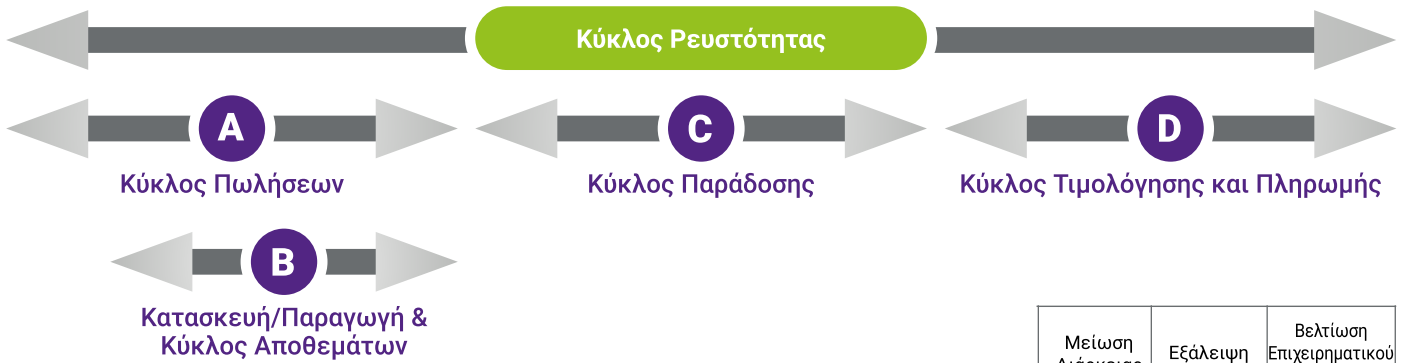 Κύκλος Ρευστότητας
A
C
D
Κύκλος Πωλήσεων
Κύκλος Παράδοσης
Κύκλος Τιμολόγησης και Πληρωμής
B
Κατασκευή/Παραγωγή &
Κύκλος Αποθεμάτων
Μείωση
Εξάλειψη
Βελτίωση
Επιχειρηματικού